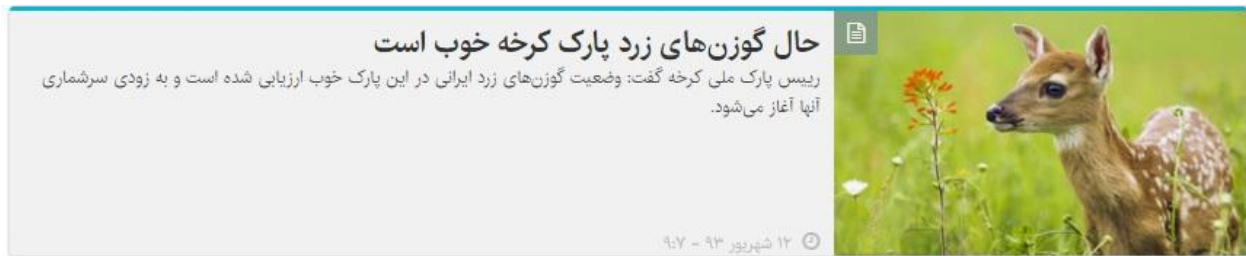 حال گوزن‌های زرد پارک کرخه خوب است
رییس پارک ملی کرخه گفت: وضعیت گوزن‌های زرد ایرانی در این پارک خوب ارزیابی شده است و به زودی سرشماری
آنها آغاز می‌شود.
۱۲ شهریور ۹۳ - ۹:۷